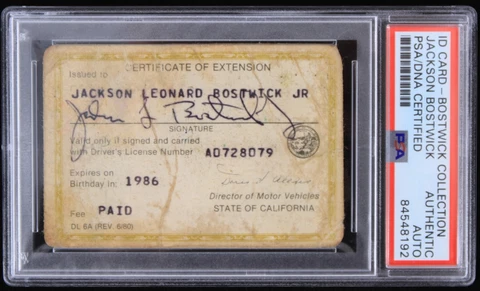 CERTIFICATE OF EXTENSION
Issued to
JACKSON LEONARD BOSTWICK JR
SIGNATURE
Valid only if signed and carried
with Driver's License Number AD728079
Expires on
Birthday in: 1986
Director of Motor Vehicles
Fee PAID STATE OF CALIFORNIA
DL 8A (REV. 6/80)
ID CARD - BOSTWICK COLLECTION
JACKSON BOSTWICK
PSA/DNA CERTIFIED
AUTHENTIC
AUTO
PSA
84548192